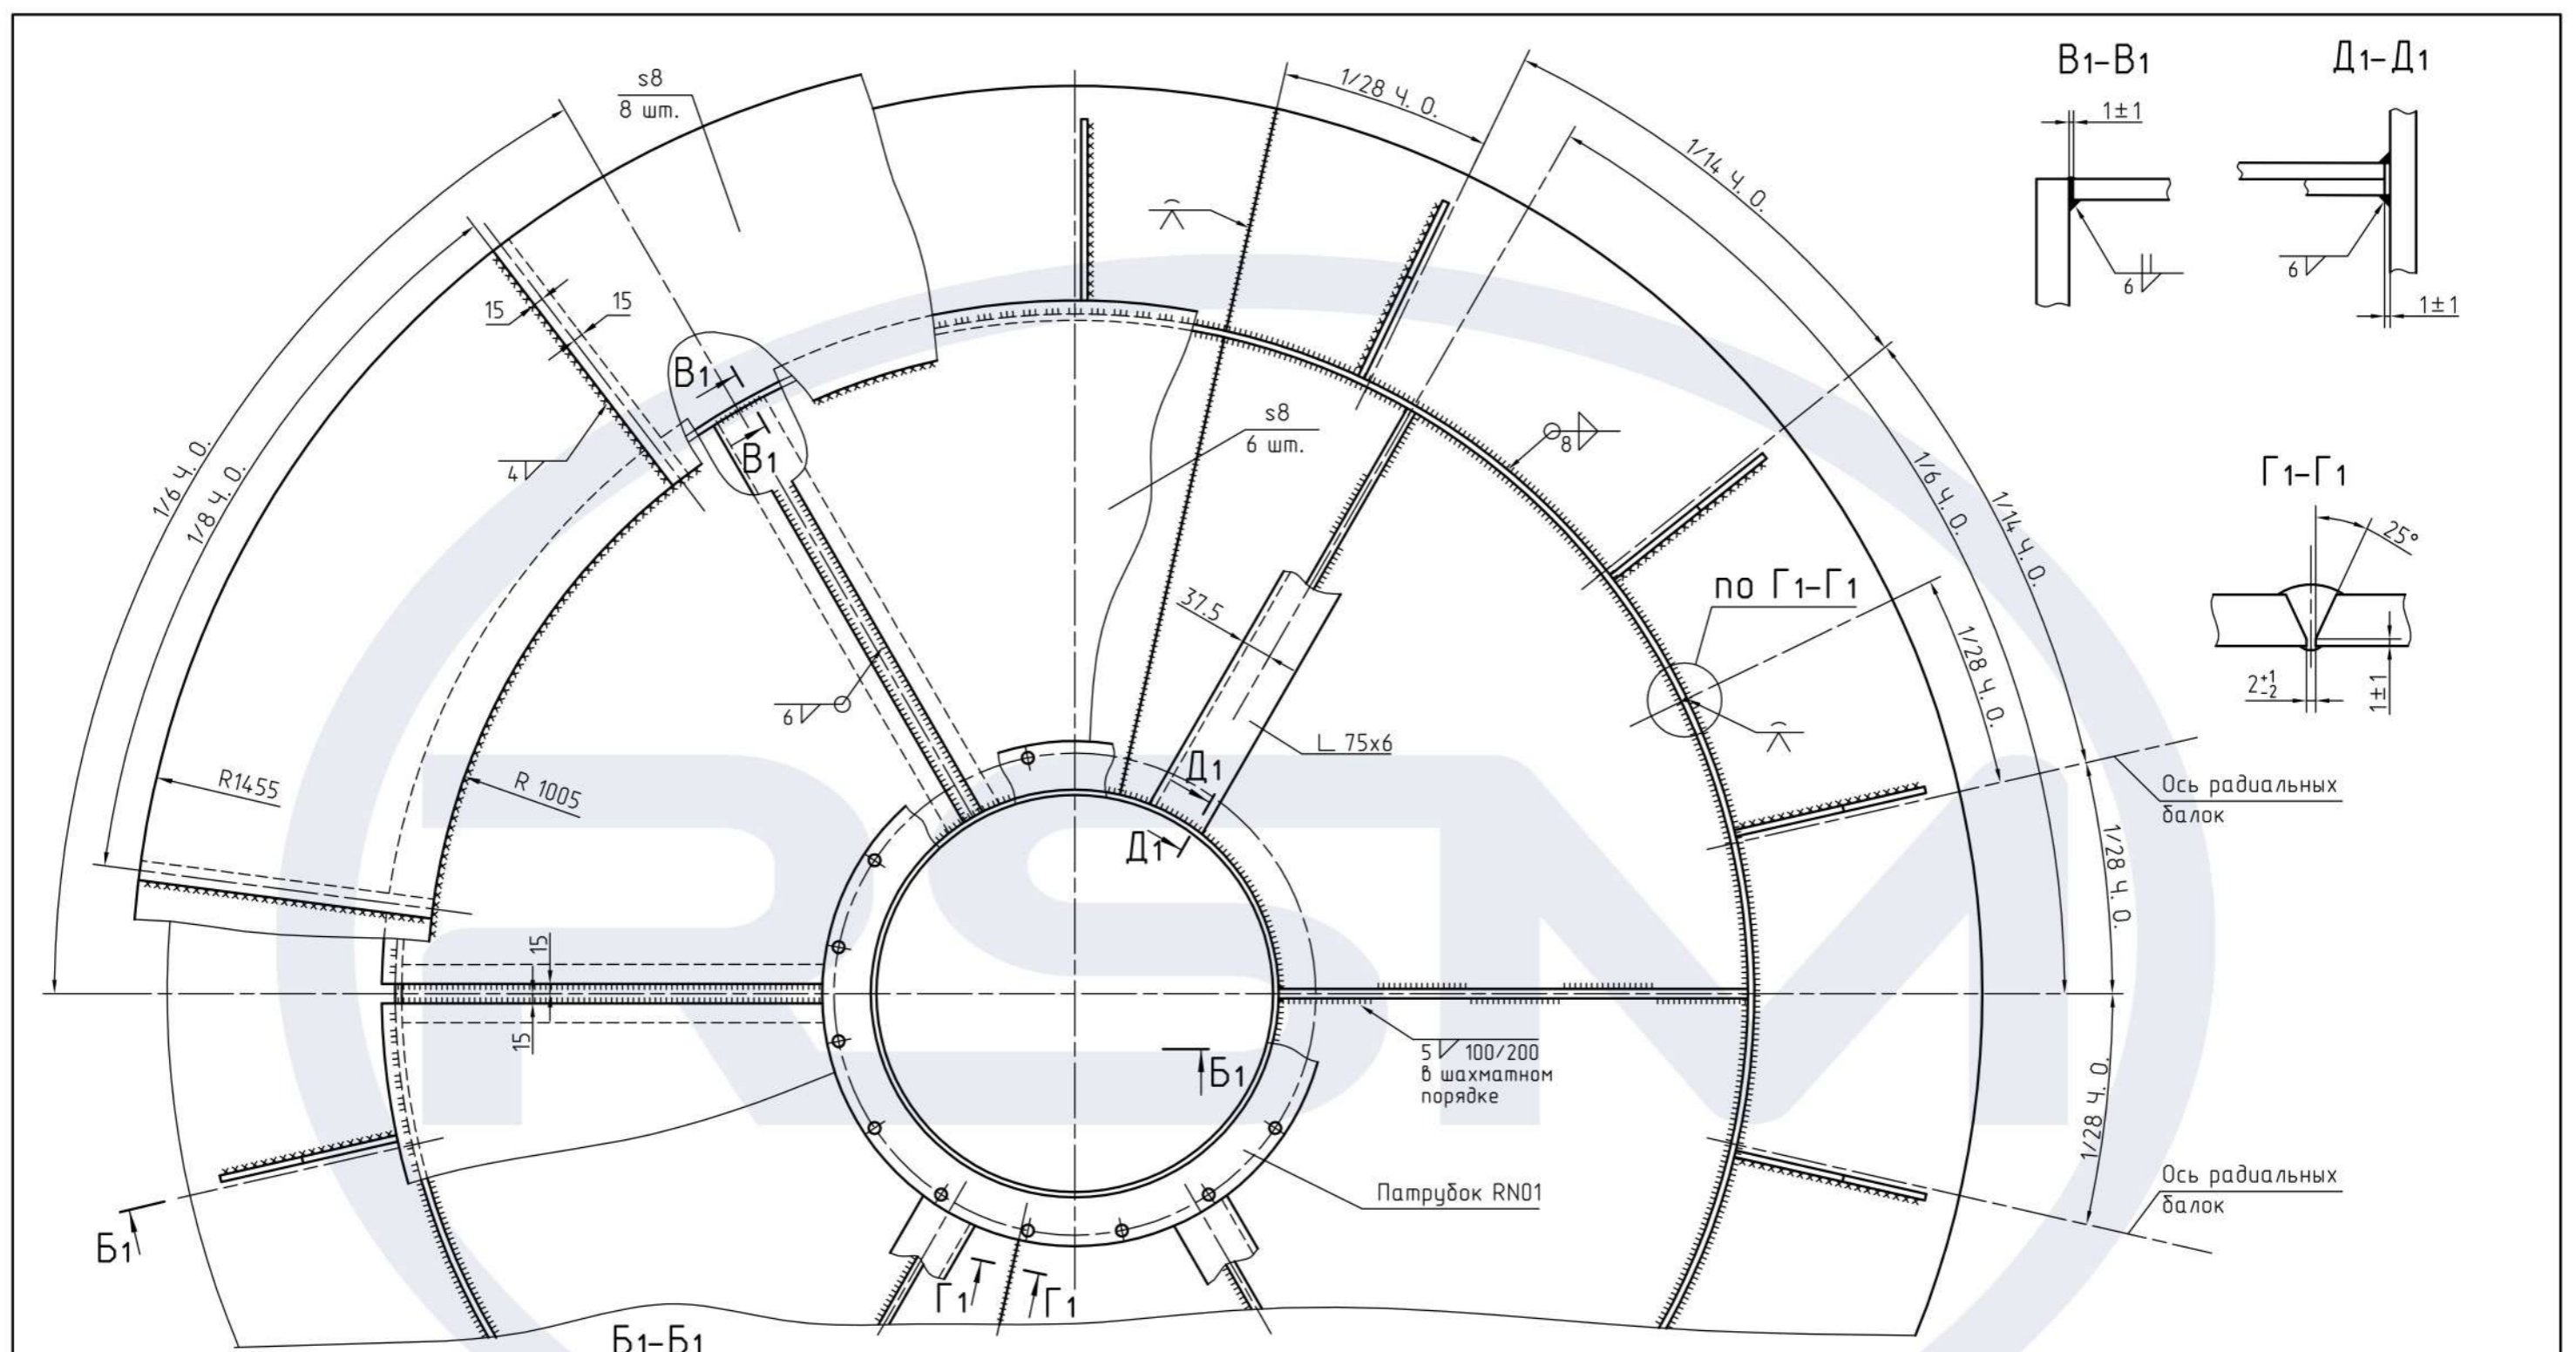 s8
8 шт.
1/28 Ч. О.
1/14 Ч. О.
В1-В1
Д1-Д1
1±1
6
6
1±1
15
15
В1
В1
1/6 Ч. О.
1/8 Ч. О.
4
s8
6 шт.
8
1/6 Ч. О.
1/14 Ч. О.
Г1-Г1
25°
2+1-2
1±1
37.5
по Г1-Г1
1/28 Ч. О.
6
L 75x6
R1455
R 1005
Д1
Д1
Ось радиальных
балок
1/28 Ч. О.
15
15
Б1
5 100/200
в шахматном
порядке
1/28 Ч. О.
Патрубок RN01
Ось радиальных
балок
Б1
Г1
Г1
Б1-Б1
RSM